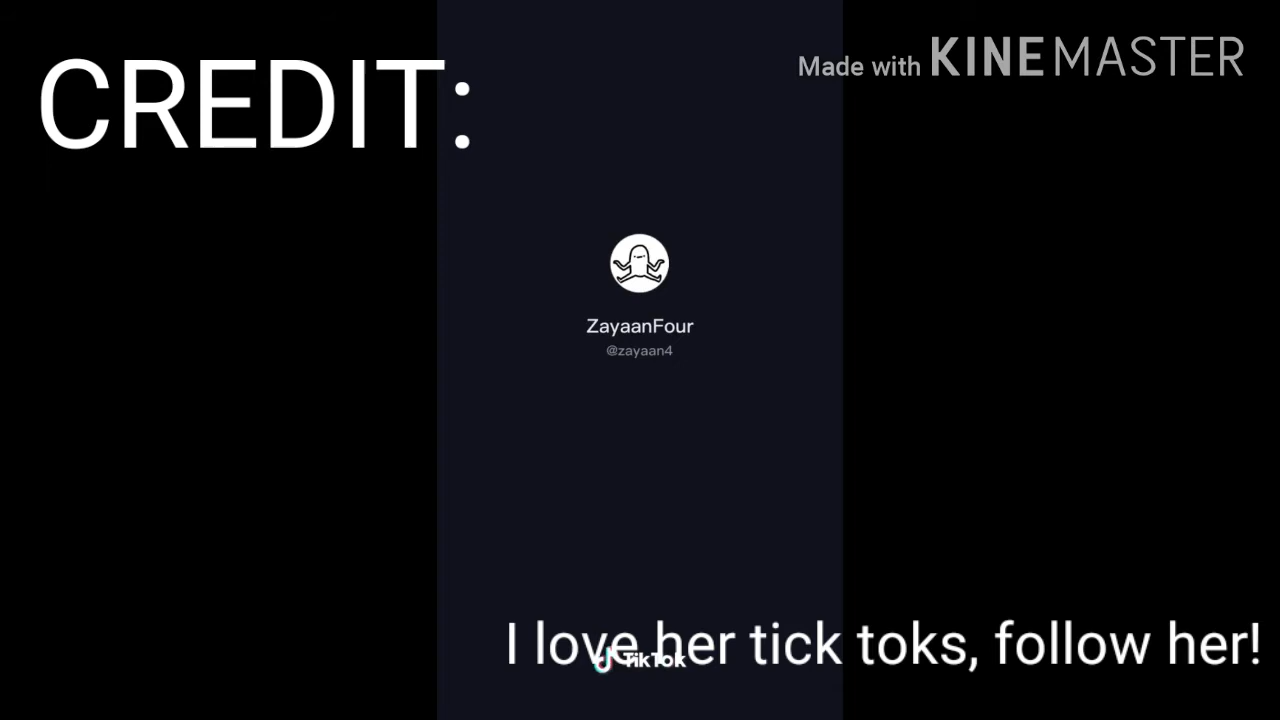 CREDIT:
Made with KINEMASTER
ZayaanFour
@zayaan4
I love her tick toks, follow her!
TikTok